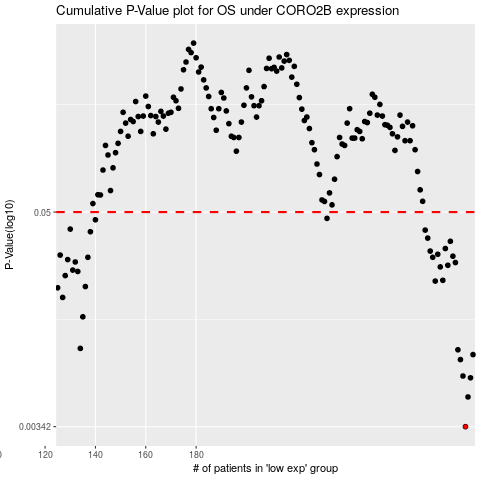 Cumulative P-Value plot for OS under CORO2B expression
P-Value(log10)
0.05
0.00342
0 120 140 160 180
# of patients in 'low exp' group